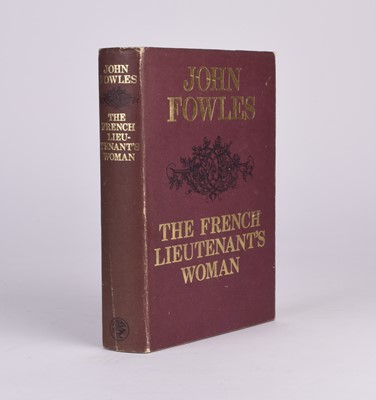 JOHN
FOWLES
THE
FRENCH
LIEU-
TENANT'S
WOMAN
JOHN
FOWLES
THE FRENCH
LIEUTENANT'S
WOMAN